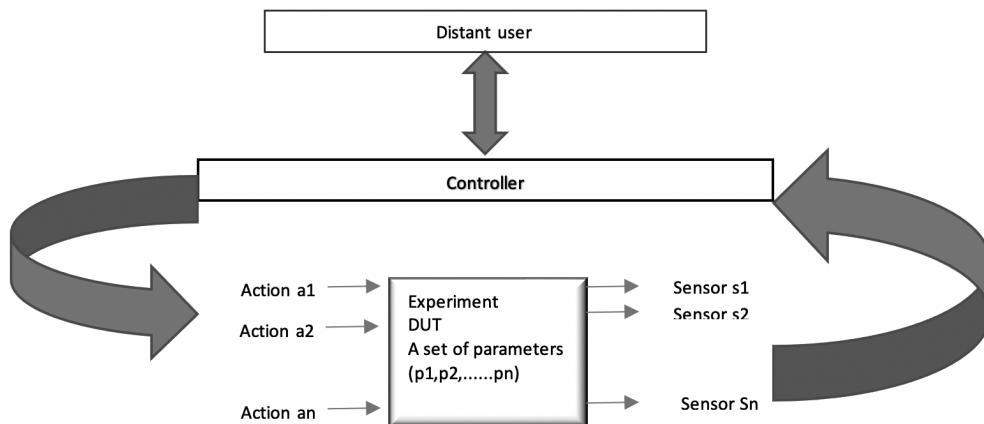 Distant user
Controller
Action a1
Action a2
Action an
Experiment
DUT
A set of parameters
(p1,p2,......pn)
Sensor s1
Sensor s2
Sensor Sn